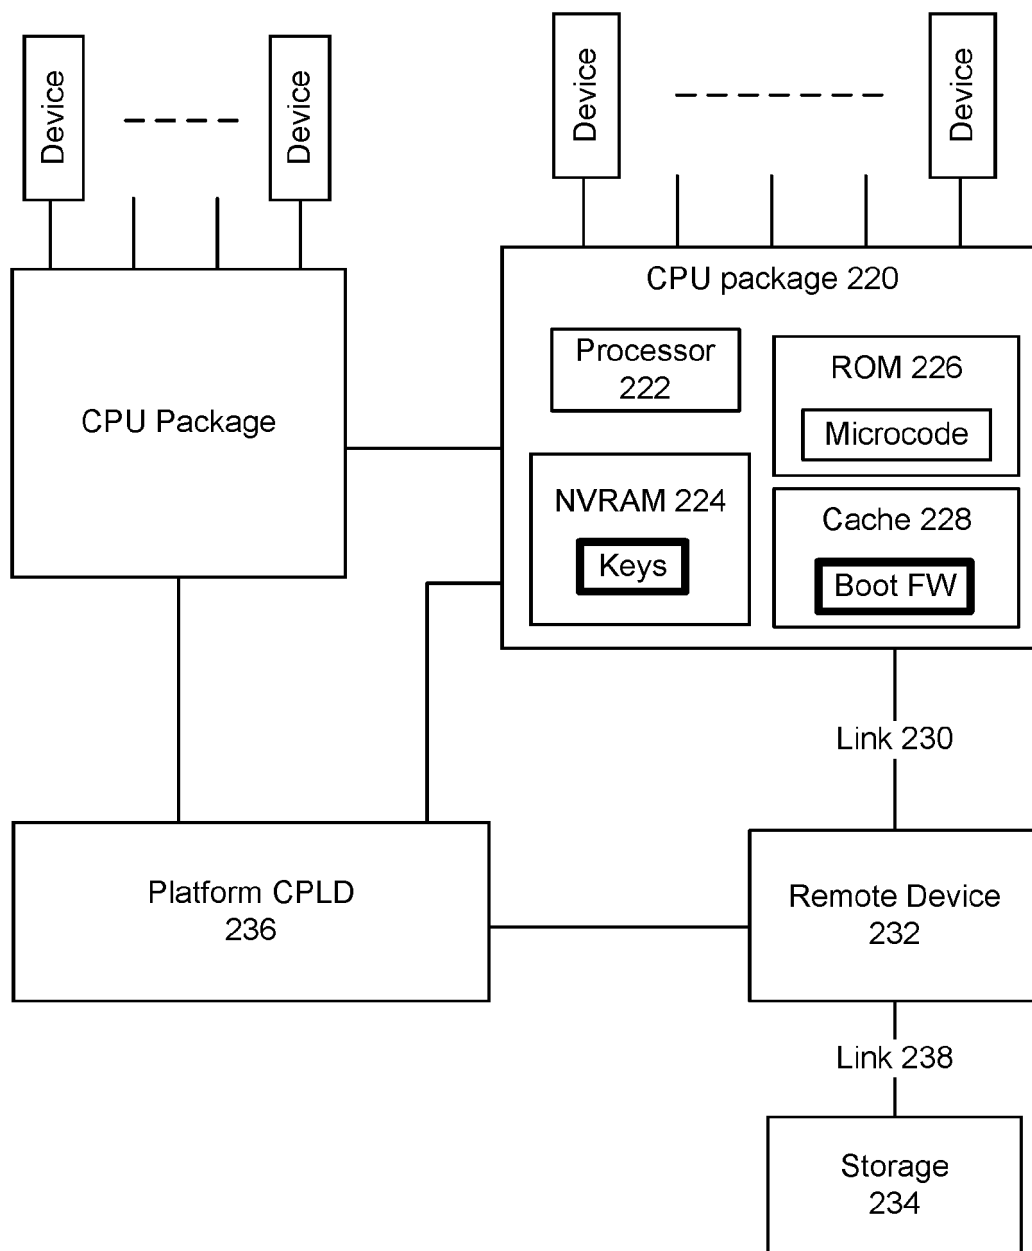 Device
Device
Device
Device
CPU package 220
Processor
222
ROM 226
Microcode
CPU Package
NVRAM 224
Keys
Cache 228
Boot FW
Link 230
Platform CPLD
236
Remote Device
232
Link 238
Storage
234